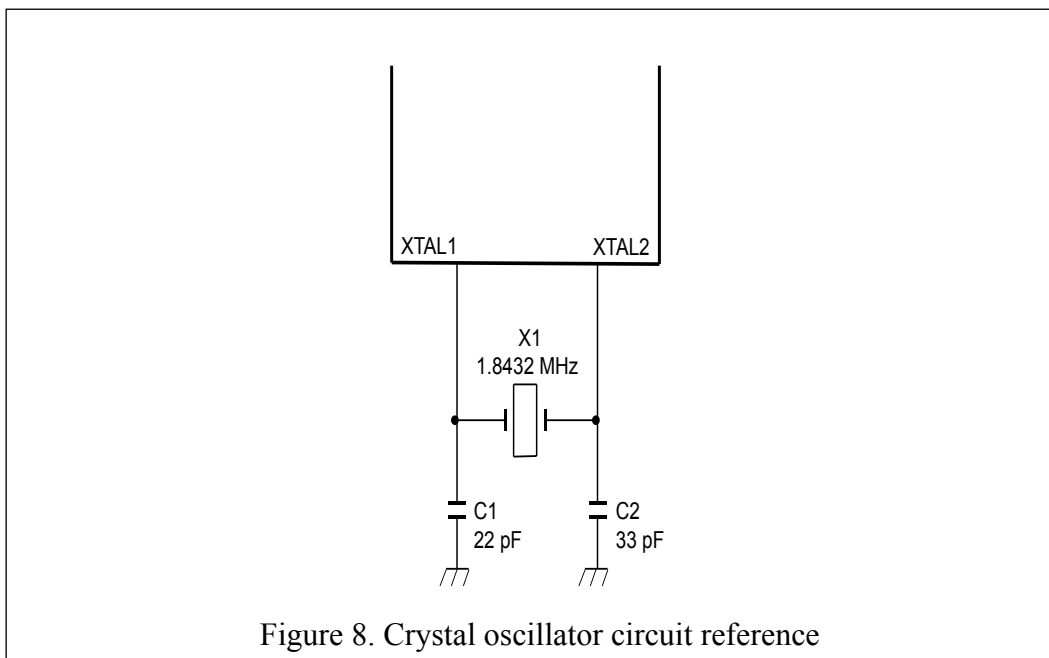 XTAL1 XTAL2
X1
1.8432 MHz
C1 C2
22 pF 33 pF
Figure 8. Crystal oscillator circuit reference